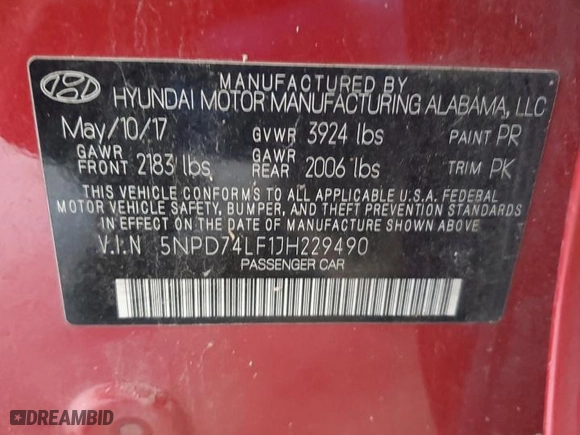 MANUFACTURED BY
HYUNDAI MOTOR MANUFACTURING ALABAMA, LLC
May/10/17 GVWR 3924 lbs PAINT PR
GAWR FRONT 2183 lbs GAWR REAR 2006 lbs TRIM PK
THIS VEHICLE CONFORMS TO ALL APPLICABLE U.S.A. FEDERAL
MOTOR VEHICLE SAFETY, BUMPER, AND THEFT PREVENTION STANDARDS
IN EFFECT ON THE DATE OF MANUFACTURE SHOWN ABOVE.
V.I.N 5NPD74LF1JH229490
PASSENGER CAR
DREAMBID